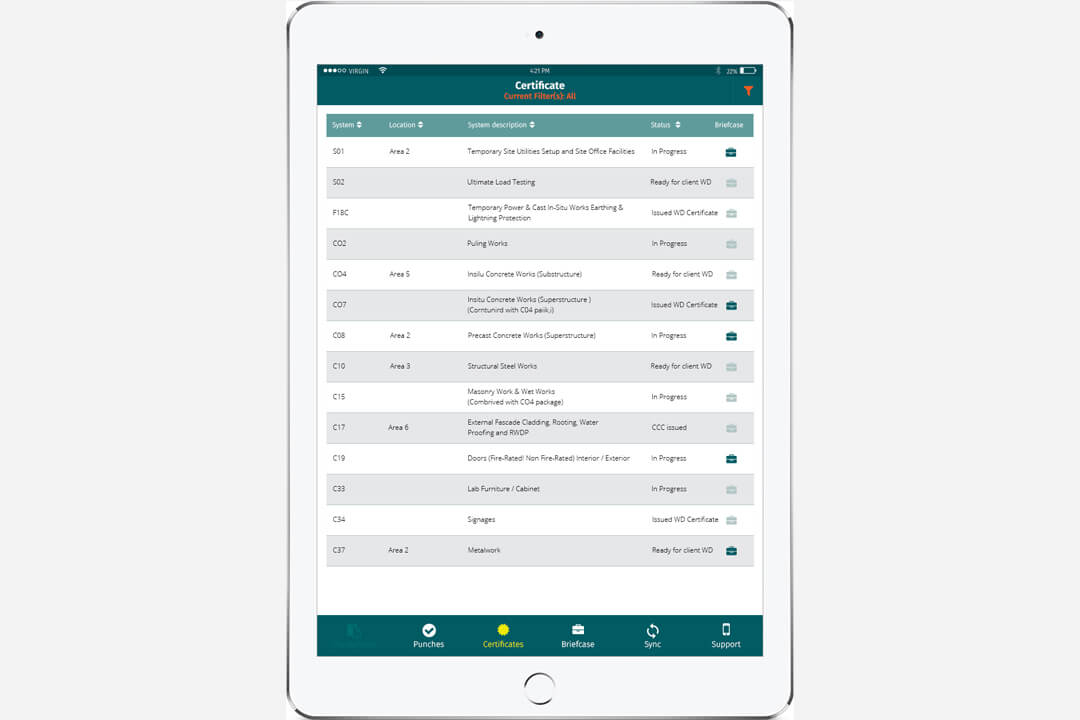 VIRGIN
4:21 PM
22%
Certificate
Current Filter(s): All
System Location System description Status Briefcase
S01 Area 2 Temporary Site Utilities Setup and Site Office Facilities In Progress
S02 Ultimate Load Testing Ready for client WD
F1BC Temporary Power & Cast In-Situ Works Earthing &
Lightning Protection Issued WD Certificate
CO2 Puling Works In Progress
CO4 Area 5 Insilu Concrete Works (Substructure) Ready for client WD
CO7 Insitu Concrete Works (Superstructure )
(Corntunird with C04 paiik,i) Issued WD Certificate
C08 Area 2 Precast Concrete Works (Superstructure) In Progress
C10 Area 3 Structural Steel Works Ready for client WD
C15 Masonry Work & Wet Works
(Combrived with CO4 package) In Progress
C17 Area 6 External Fascade Cladding, Rooting, Water
Proofing and RWDP CCC issued
C19 Doors (Fire-Rated! Non Fire-Rated) Interior / Exterior In Progress
C33 Lab Furniture / Cabinet In Progress
C34 Signages Issued WD Certificate
C37 Area 2 Metalwork Ready for client WD
Punches Certificates Briefcase Sync Support